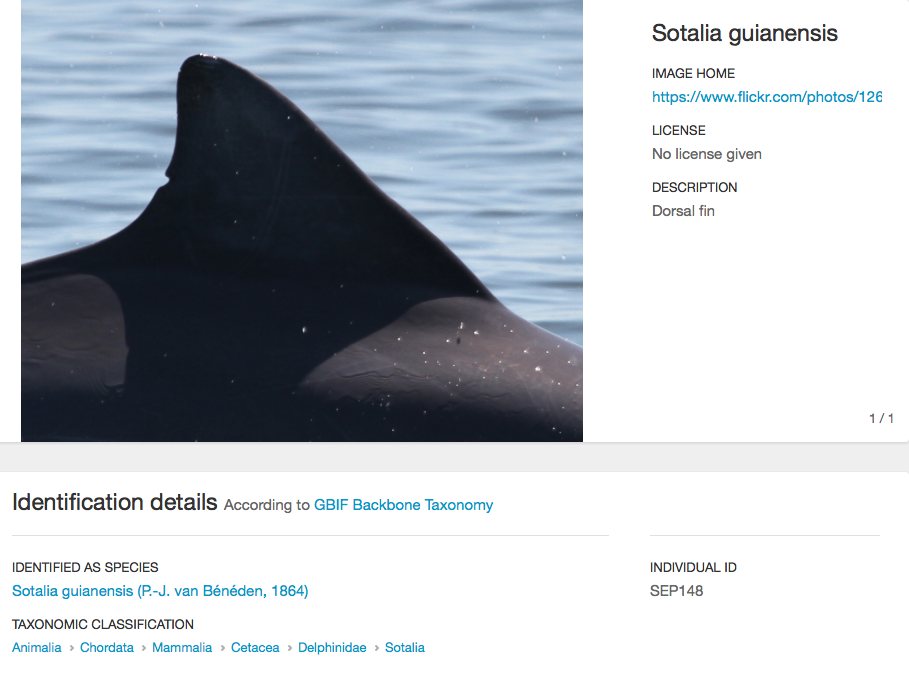 Sotalia guianensis
IMAGE HOME
https://www.flickr.com/photos/126
LICENSE
No license given
DESCRIPTION
Dorsal fin
1 / 1
Identification details According to GBIF Backbone Taxonomy
IDENTIFIED AS SPECIES
Sotalia guianensis (P.-J. van Bénéden, 1864)
TAXONOMIC CLASSIFICATION
Animalia › Chordata › Mammalia › Cetacea › Delphinidae › Sotalia
INDIVIDUAL ID
SEP148